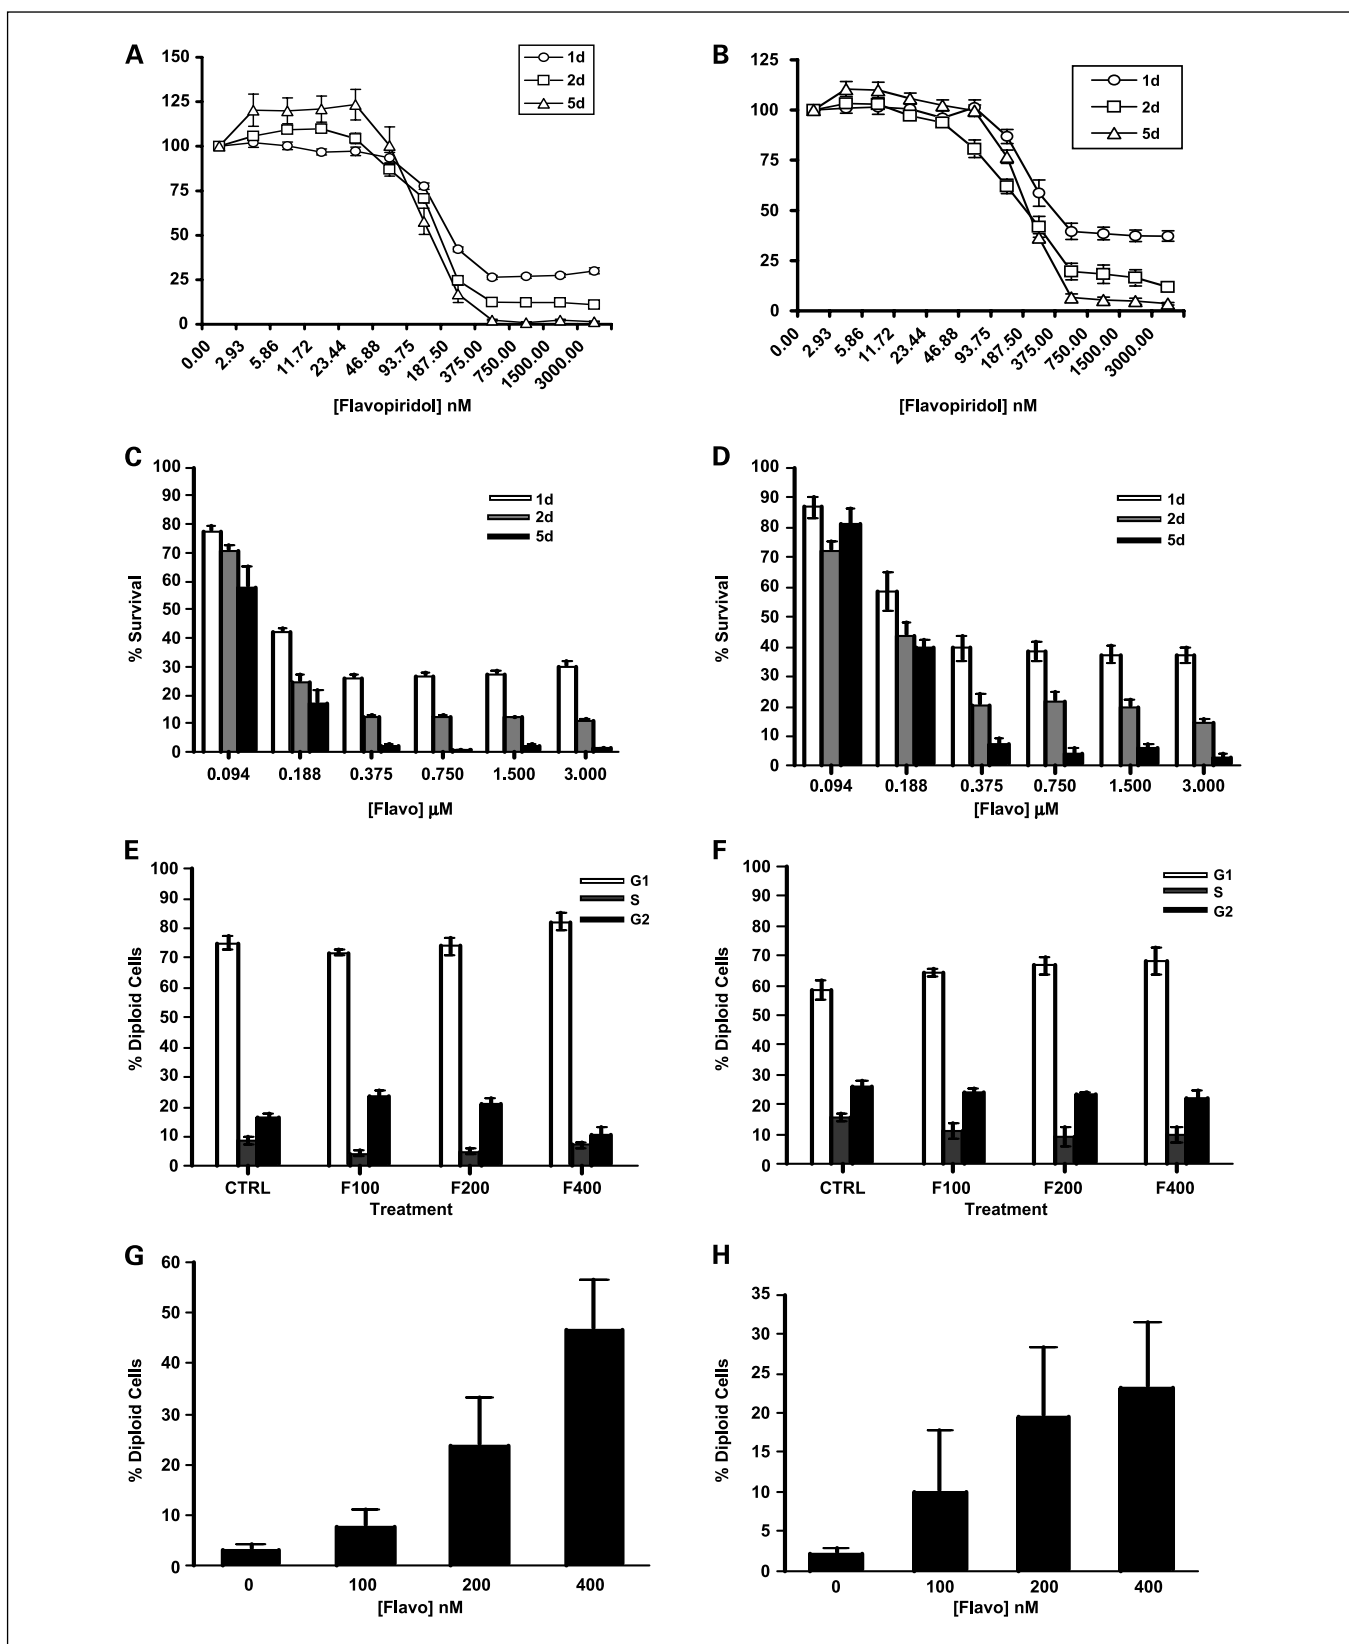 A
150
125
100
75
50
25
0
1d
2d
5d
0.00
2.93
5.86
11.72
23.44
46.88
93.75
187.50
375.00
750.00
1500.00
3000.00
[Flavopiridol] nM
B
125
100
75
50
25
0
1d
2d
5d
0.00
2.93
5.86
11.72
23.44
46.88
93.75
187.50
375.00
750.00
1500.00
3000.00
[Flavopiridol] nM
C
% Survival
100
90
80
70
60
50
40
30
20
10
0
1d
2d
5d
0.094 0.188 0.375 0.750 1.500 3.000
[Flavo] μM
D
% Survival
100
90
80
70
60
50
40
30
20
10
0
1d
2d
5d
0.094 0.188 0.375 0.750 1.500 3.000
[Flavo] μM
E
% Diploid Cells
100
90
80
70
60
50
40
30
20
10
0
G1
S
G2
CTRL F100 F200 F400
Treatment
F
% Diploid Cells
100
90
80
70
60
50
40
30
20
10
0
G1
S
G2
CTRL F100 F200 F400
Treatment
G
% Diploid Cells
60
50
40
30
20
10
0
0 100 200 400
[Flavo] nM
H
% Diploid Cells
35
30
25
20
15
10
5
0
0 100 200 400
[Flavo] nM